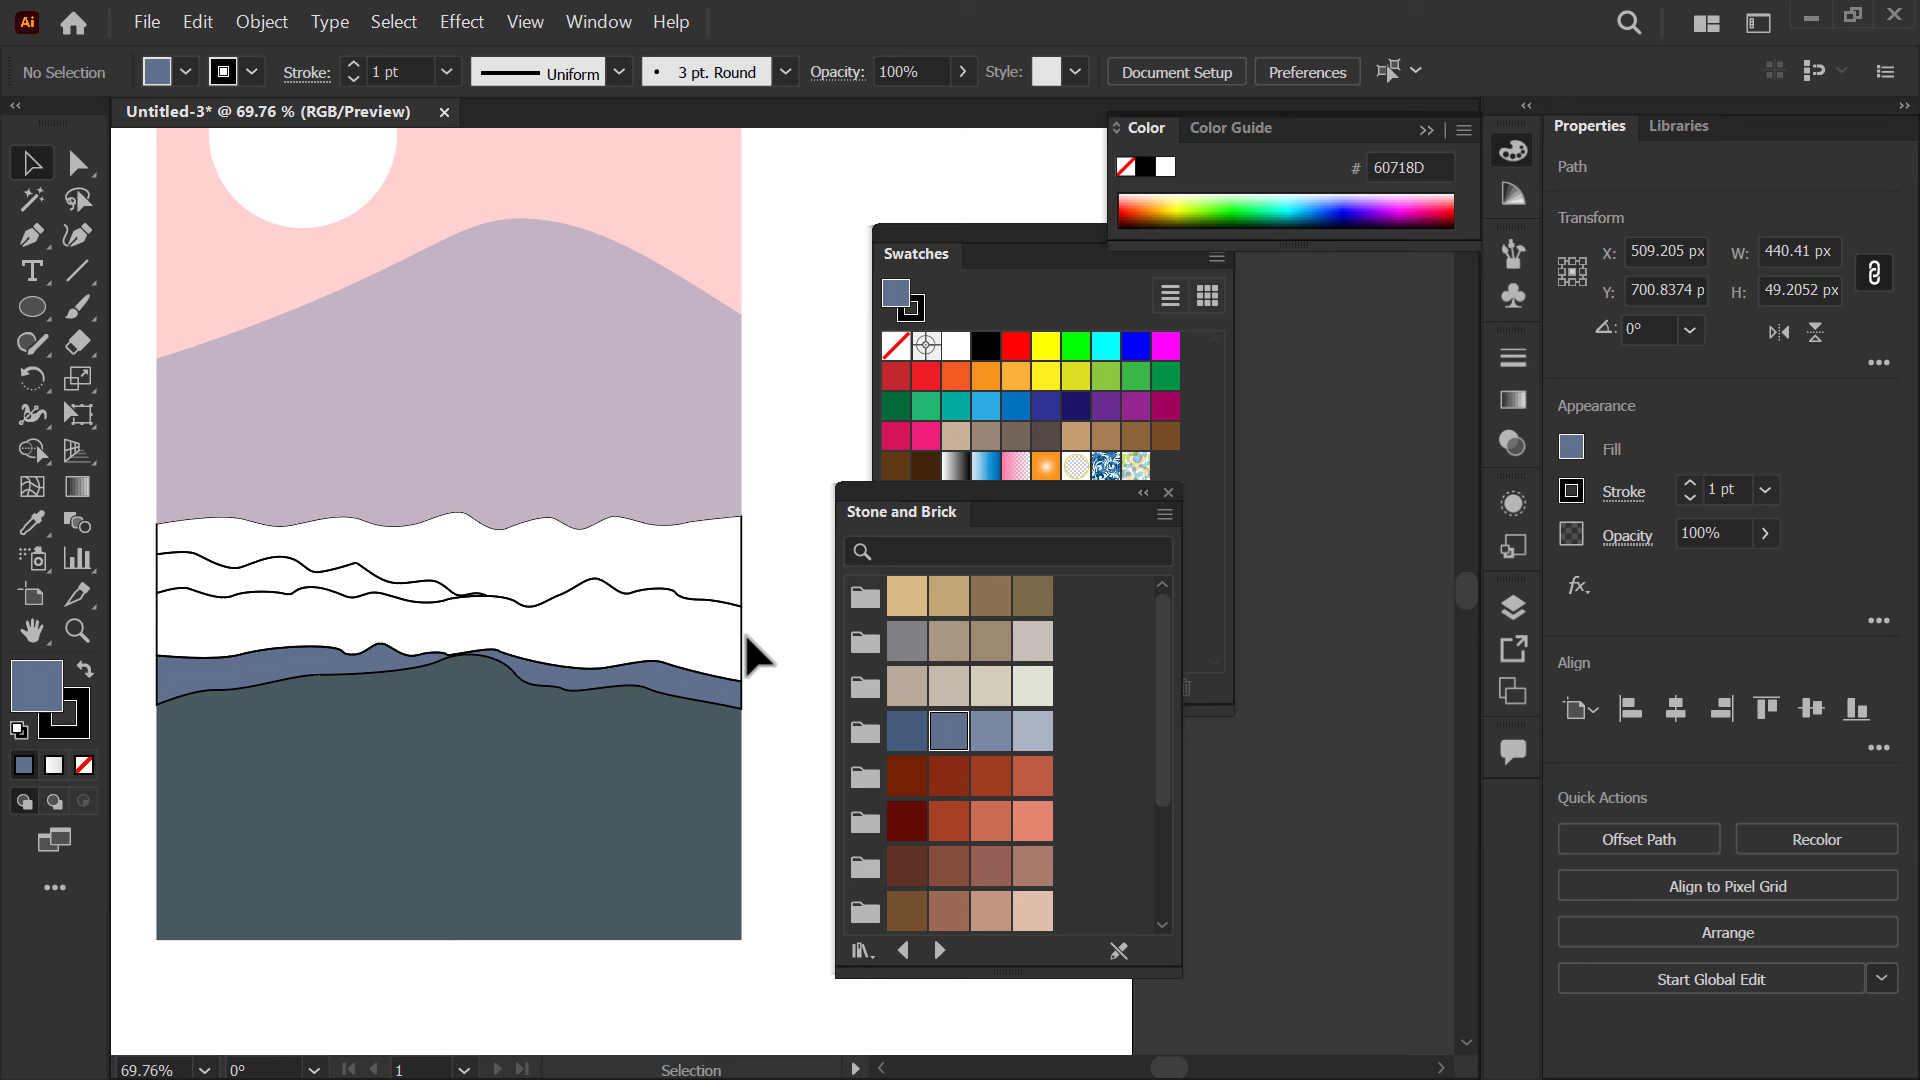 Ai File Edit Object Type Select Effect View Window Help
No Selection Stroke: 1 pt Uniform 3 pt. Round Opacity: 100% Style: Document Setup Preferences
Untitled-3* @ 69.76 % (RGB/Preview)
Color Color Guide
# 60718D
Swatches
Stone and Brick
Properties Libraries
Path
Transform
X: 509.205 px W: 440.41 px
Y: 700.8374 p H: 49.2052 px
0°
Appearance
Fill
Stroke 1 pt
Opacity 100%
fx
Align
Quick Actions
Offset Path Recolor
Align to Pixel Grid
Arrange
Start Global Edit
69.76% 0° 1 Selection